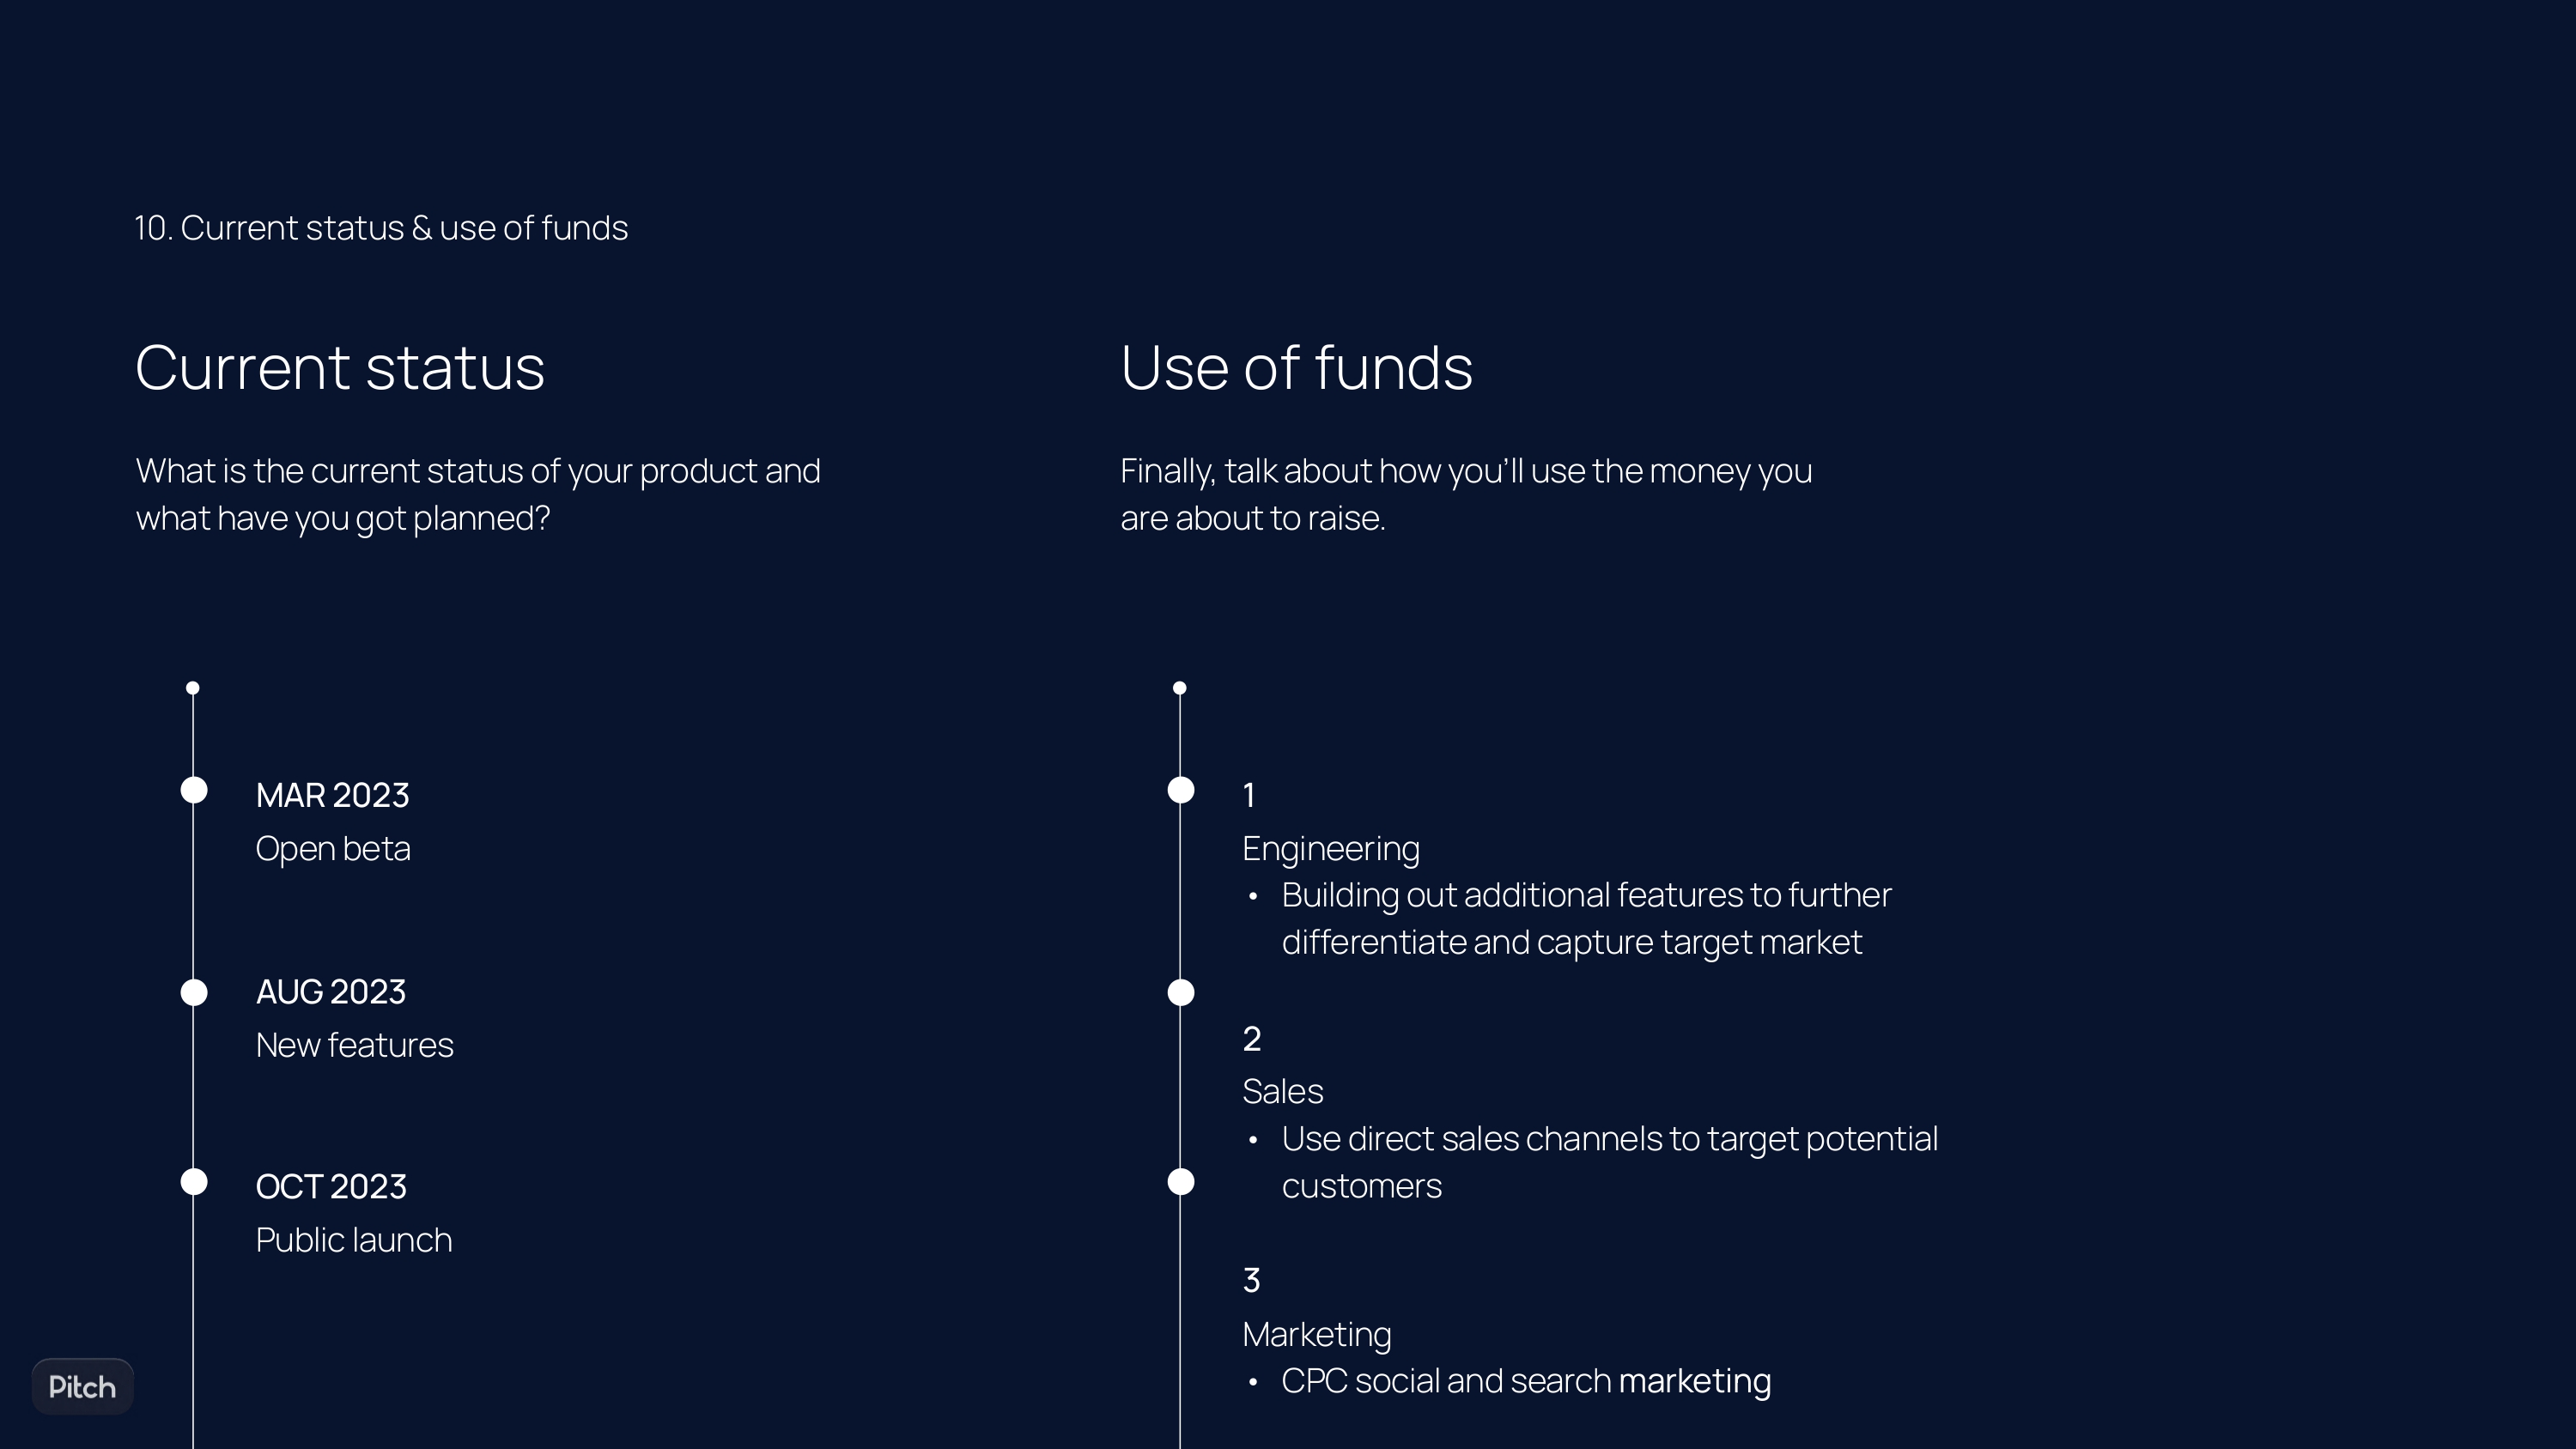 10. Current status & use of funds
Current status
What is the current status of your product and
what have you got planned?
MAR 2023
Open beta
AUG 2023
New features
OCT 2023
Public launch
Use of funds
Finally, talk about how you’ll use the money you
are about to raise.
1
Engineering
• Building out additional features to further
differentiate and capture target market
2
Sales
• Use direct sales channels to target potential
customers
3
Marketing
• CPC social and search marketing
Pitch